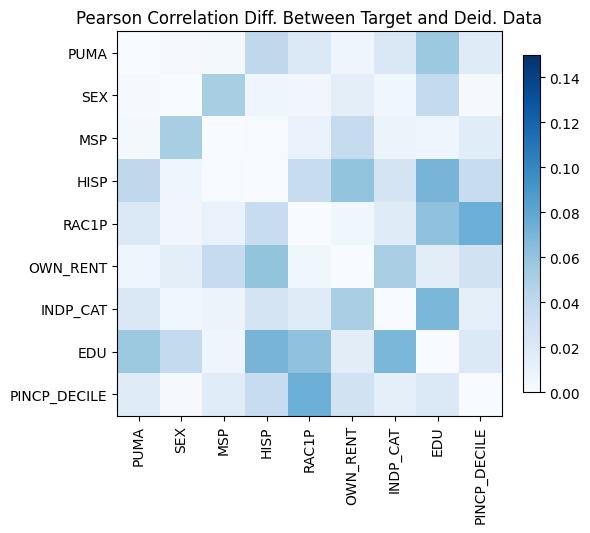 Pearson Correlation Diff. Between Target and Deid. Data
PUMA
SEX
MSP
HISP
RAC1P
OWN_RENT
INDP_CAT
EDU
PINCP_DECILE
PUMA
SEX
MSP
HISP
RAC1P
OWN_RENT
INDP_CAT
EDU
PINCP_DECILE
0.14
0.12
0.10
0.08
0.06
0.04
0.02
0.00